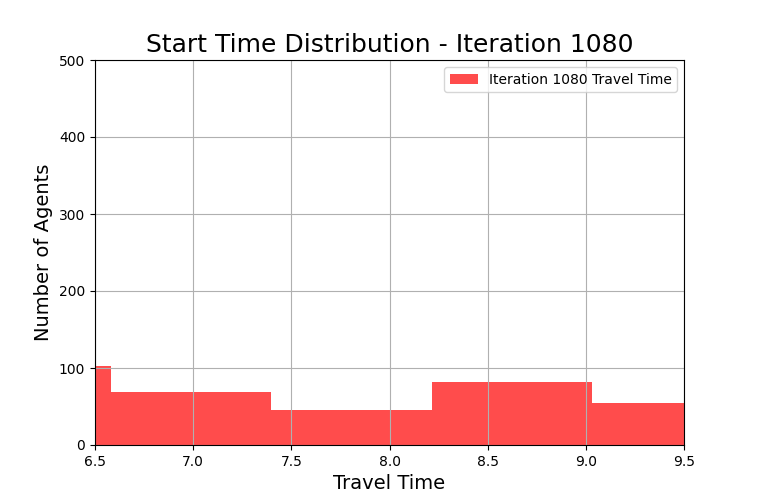 Start Time Distribution - Iteration 1080
500
400
300
200
100
0
Number of Agents
Iteration 1080 Travel Time
6.5 7.0 7.5 8.0 8.5 9.0 9.5
Travel Time